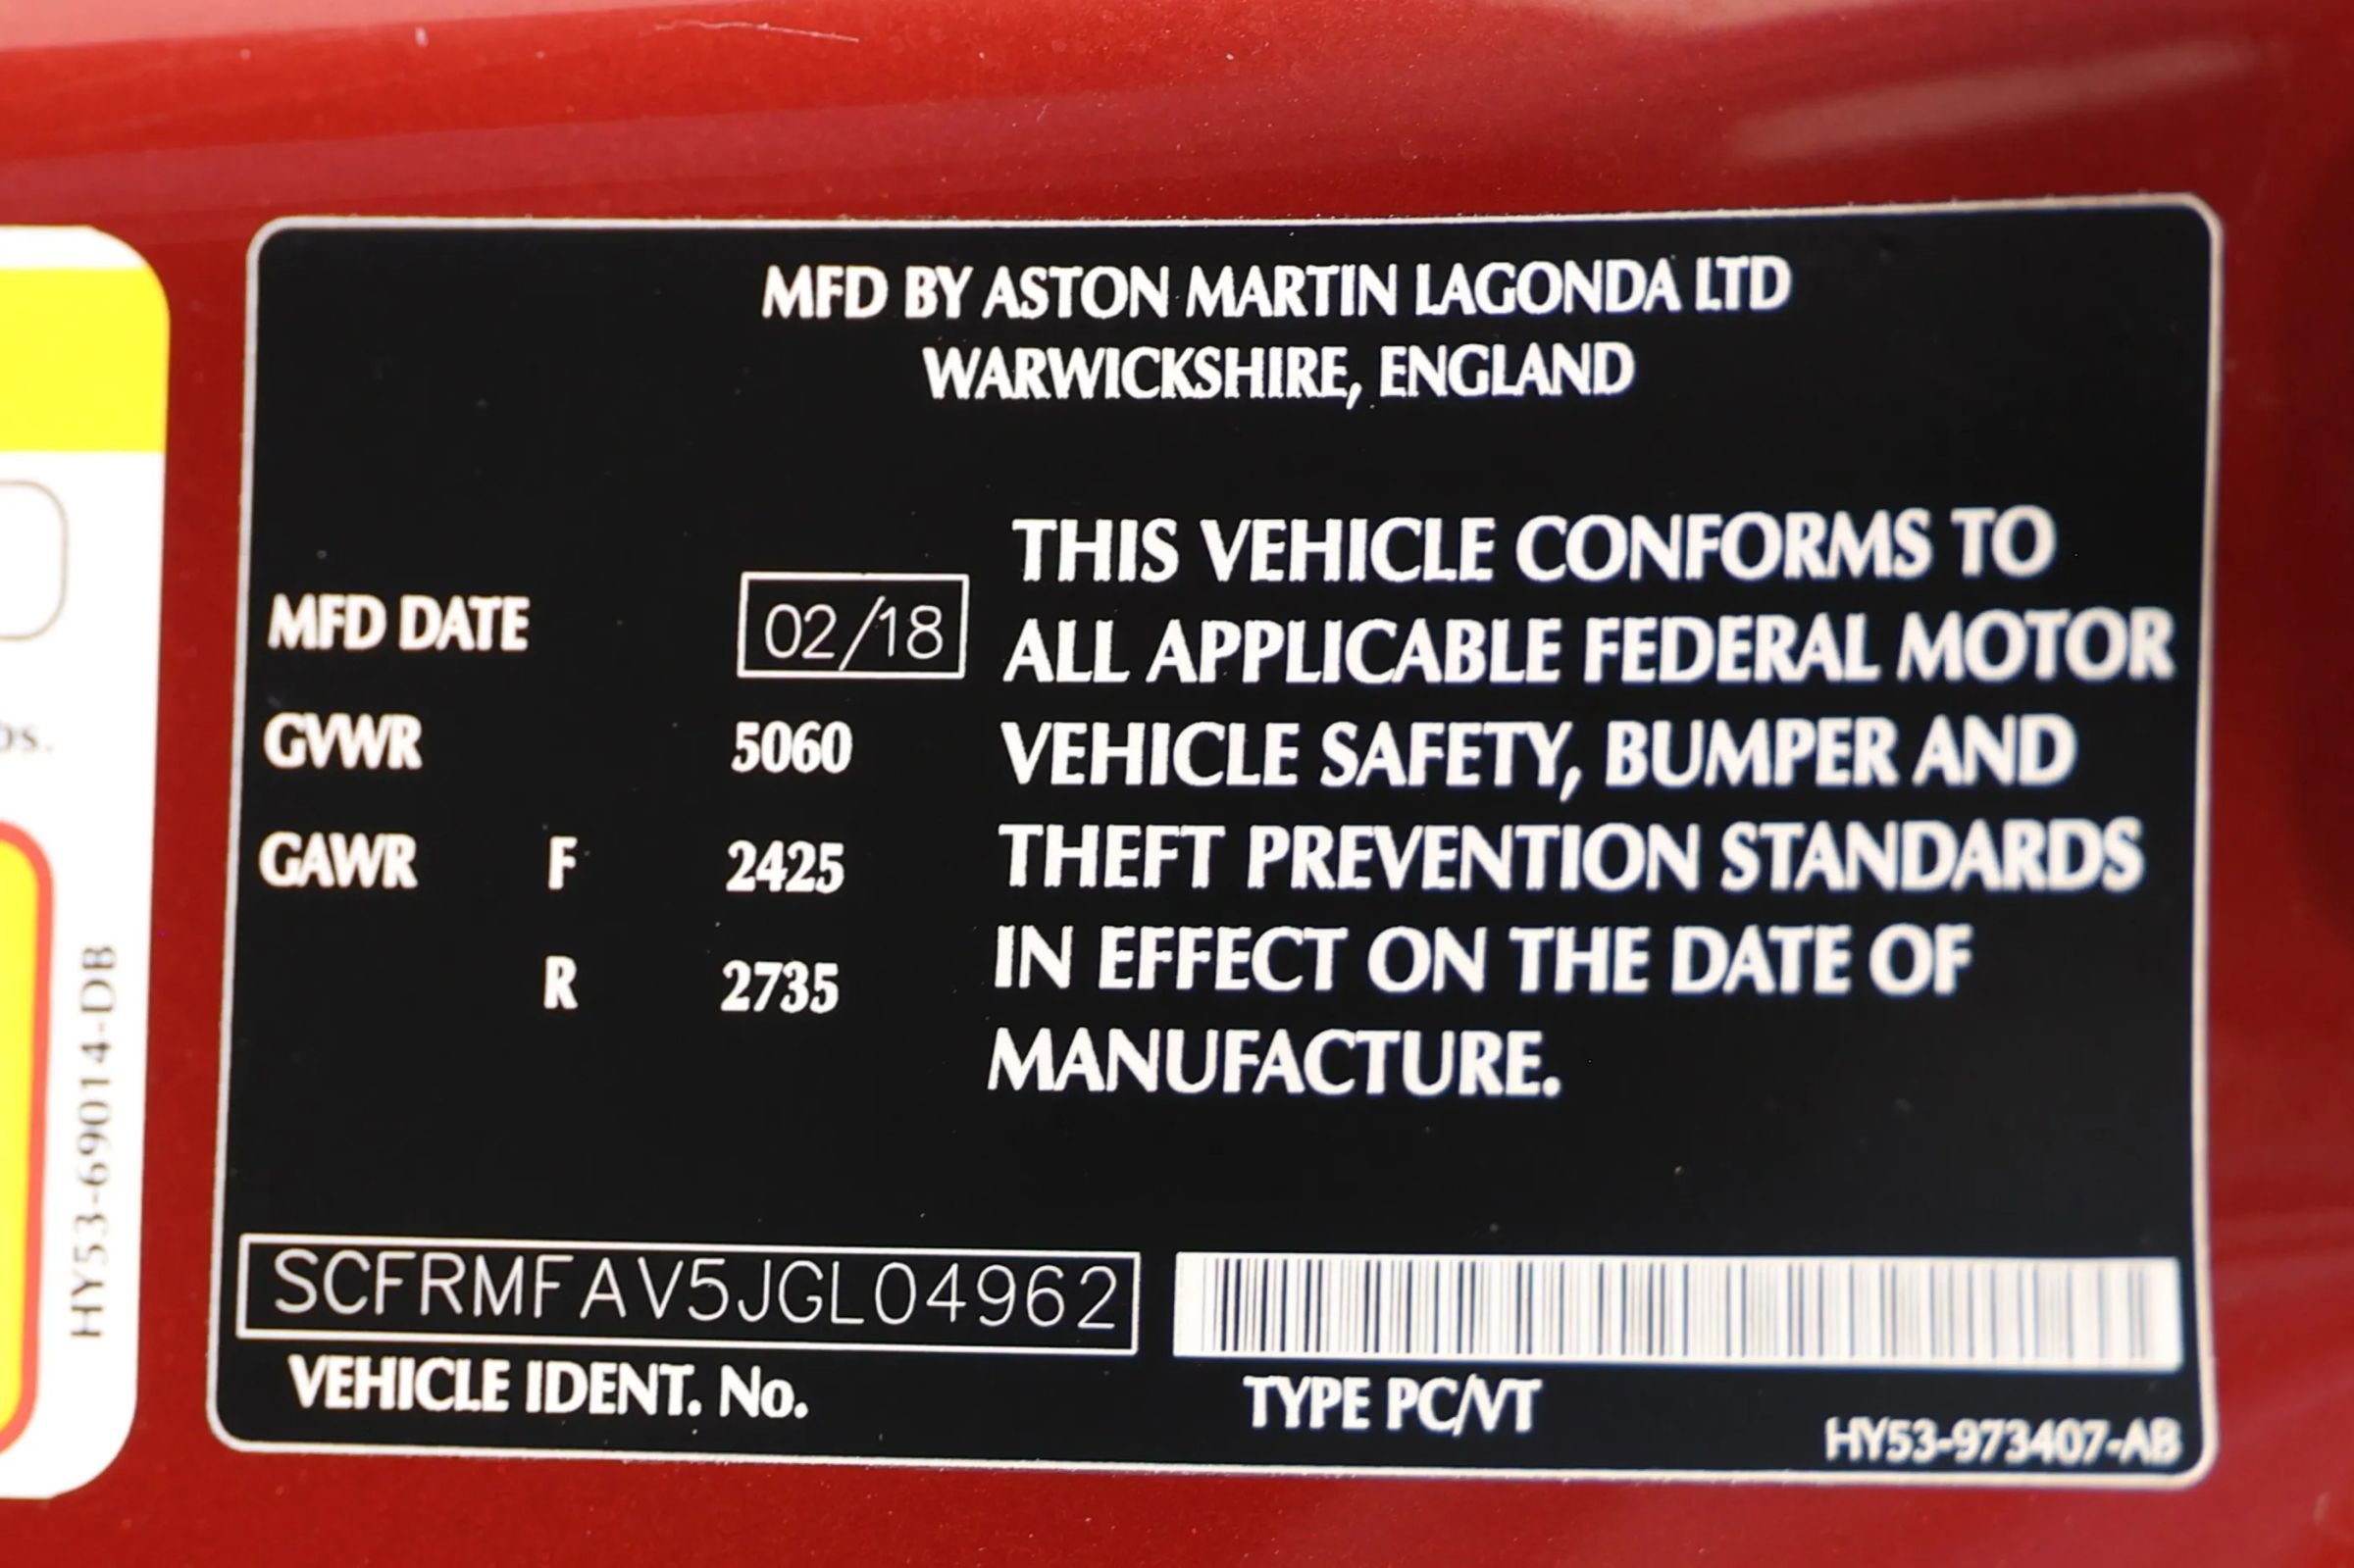 MFD BY ASTON MARTIN LAGONDA LTD
WARWICKSHIRE, ENGLAND
MFD DATE 02/18
GVWR 5060
GAWR F 2425
R 2735
THIS VEHICLE CONFORMS TO
ALL APPLICABLE FEDERAL MOTOR
VEHICLE SAFETY, BUMPER AND
THEFT PREVENTION STANDARDS
IN EFFECT ON THE DATE OF
MANUFACTURE.
SCFRMFAV5JGL04962
VEHICLE IDENT. No.
TYPE PC/VT
HY53-973407-AB
HY53-69014-DB